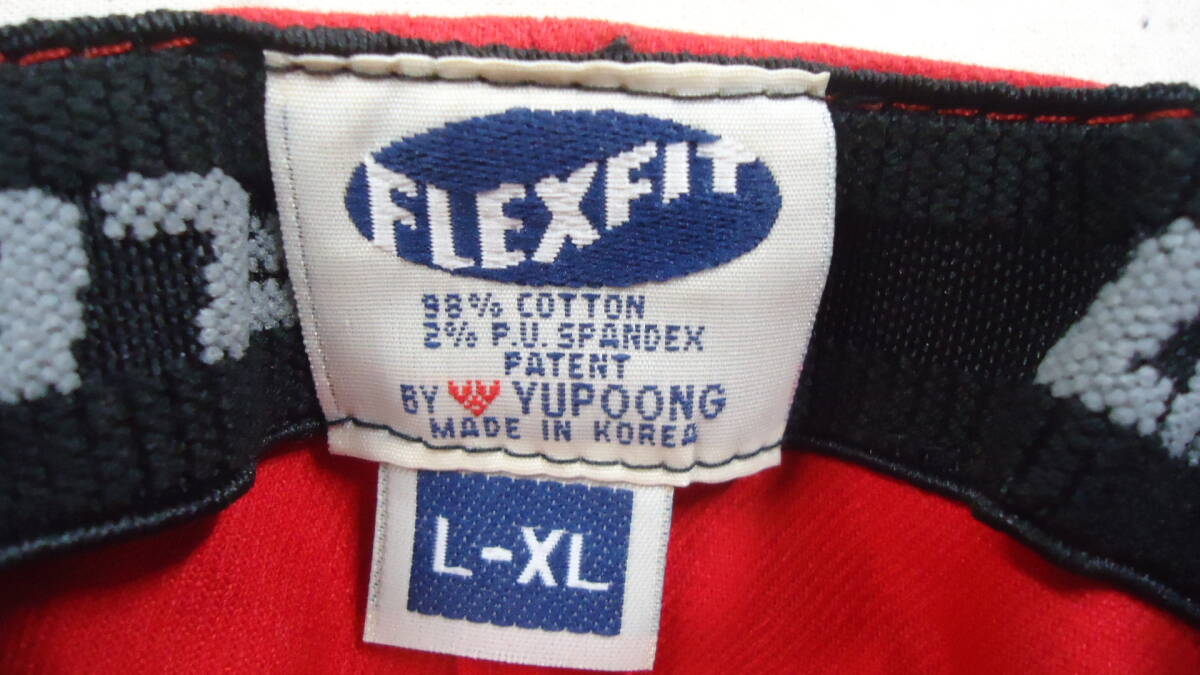 FLEXFIT
98% COTTON
2% P.U. SPANDEX
PATENT
BY YUPOONG
MADE IN KOREA
L-XL